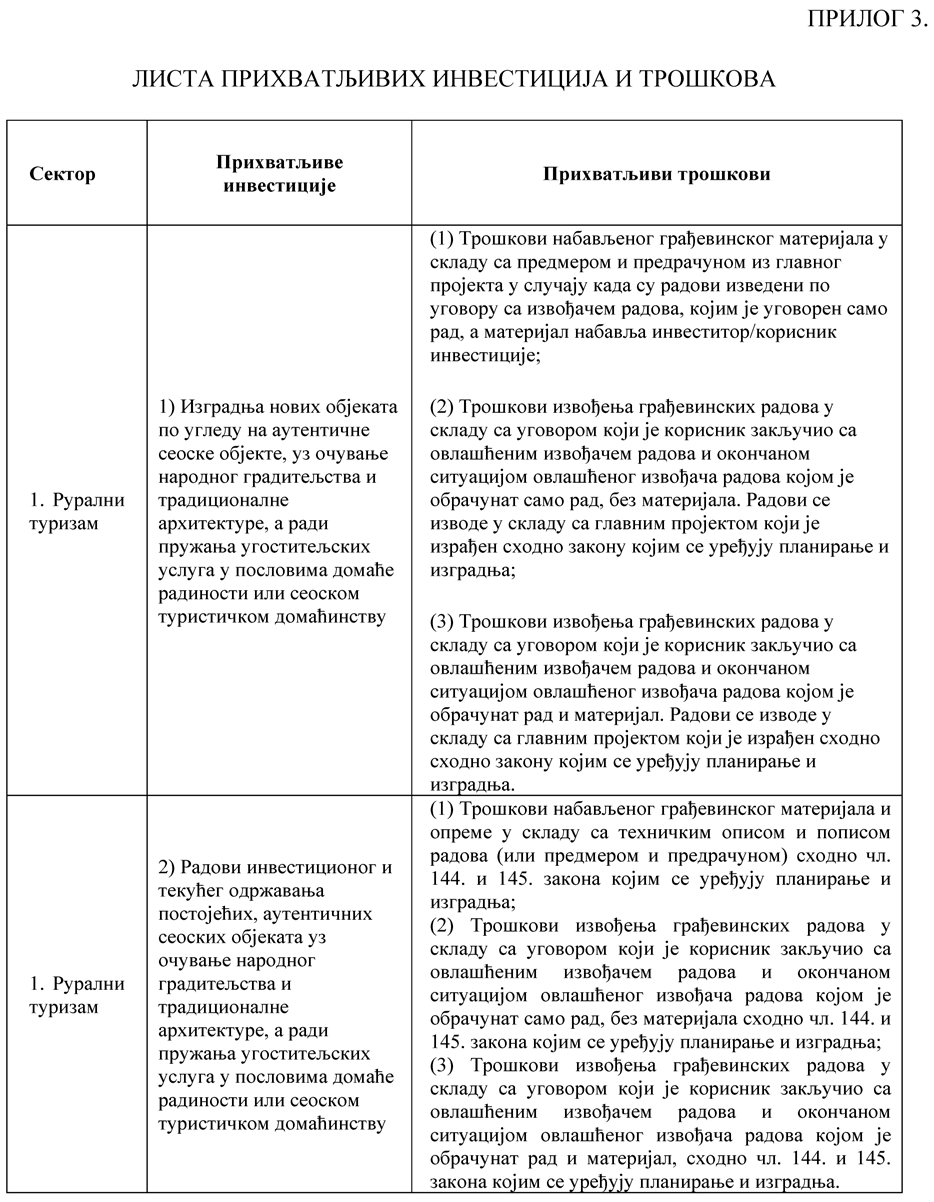 ПРИЛОГ 3.
ЛИСТА ПРИХВАТЉИВИХ ИНВЕСТИЦИЈА И ТРОШКОВА
Сектор
Прихватљиве
инвестиције
Прихватљиви трошкови
1. Рурални
туризам
1) Изградња нових објеката
по угледу на аутентичне
сеоске објекте, уз очување
народног градитељства и
традиционалне
архитектуре, а ради
пружања угоститељских
услуга у пословима домаће
радиности или сеоском
туристичком домаћинству
(1) Трошкови набављеног грађевинског материјала у
складу са предмером и предрачуном из главног
пројекта у случају када су радови изведени по
уговору са извођачем радова, којим је уговорен само
рад, а материјал набавља инвеститор/корисник
инвестиције;
(2) Трошкови извођења грађевинских радова у
складу са уговором који је корисник закључио са
овлашћеним извођачем радова и окончаном
ситуацијом овлашћеног извођача радова којом је
обрачунат само рад, без материјала. Радови се
изводе у складу са главним пројектом који је
израђен сходно закону којим се уређују планирање и
изградња;
(3) Трошкови извођења грађевинских радова у
складу са уговором који је корисник закључио са
овлашћеним извођачем радова и окончаном
ситуацијом овлашћеног извођача радова којом је
обрачунат рад и материјал. Радови се изводе у
складу са главним пројектом који је израђен сходно
сходно закону којим се уређују планирање и
изградња.
1. Рурални
туризам
2) Радови инвестиционог и
текућег одржавања
постојећих, аутентичних
сеоских објеката уз
очување народног
градитељства и
традиционалне
архитектуре, а ради
пружања угоститељских
услуга у пословима домаће
радиности или сеоском
туристичком домаћинству
(1) Трошкови набављеног грађевинског материјала и
опреме у складу са техничким описом и пописом
радова (или предмером и предрачуном) сходно чл.
144. и 145. закона којим се уређују планирање и
изградња;
(2) Трошкови извођења грађевинских радова у
складу са уговором који је корисник закључио са
овлашћеним извођачем радова и окончаном
ситуацијом овлашћеног извођача радова којом је
обрачунат само рад, без материјала сходно чл. 144. и
145. закона којим се уређују планирање и изградња;
(3) Трошкови извођења грађевинских радова у
складу са уговором који је корисник закључио са
овлашћеним извођачем радова и окончаном
ситуацијом овлашћеног извођача радова којом је
обрачунат рад и материјал, сходно чл. 144. и 145.
закона којим се уређују планирање и изградња.